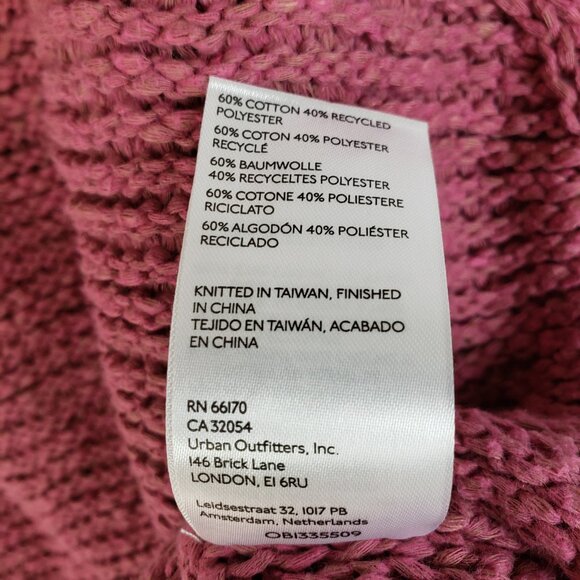 60% COTTON 40% RECYCLED
POLYESTER
60% COTON 40% POLYESTER
RECYCLÉ
60% BAUMWOLLE
40% RECYCELTES POLYESTER
60% COTONE 40% POLIESTERE
RICICLATO
60% ALGODÓN 40% POLIÉSTER
RECICLADO
KNITTED IN TAIWAN, FINISHED
IN CHINA
TEJIDO EN TAIWÁN, ACABADO
EN CHINA
RN 66170
CA 32054
Urban Outfitters, Inc.
146 Brick Lane
LONDON, E1 6RU
Leidsestraat 32, 1017 PB
Amsterdam, Netherlands
OB1335509